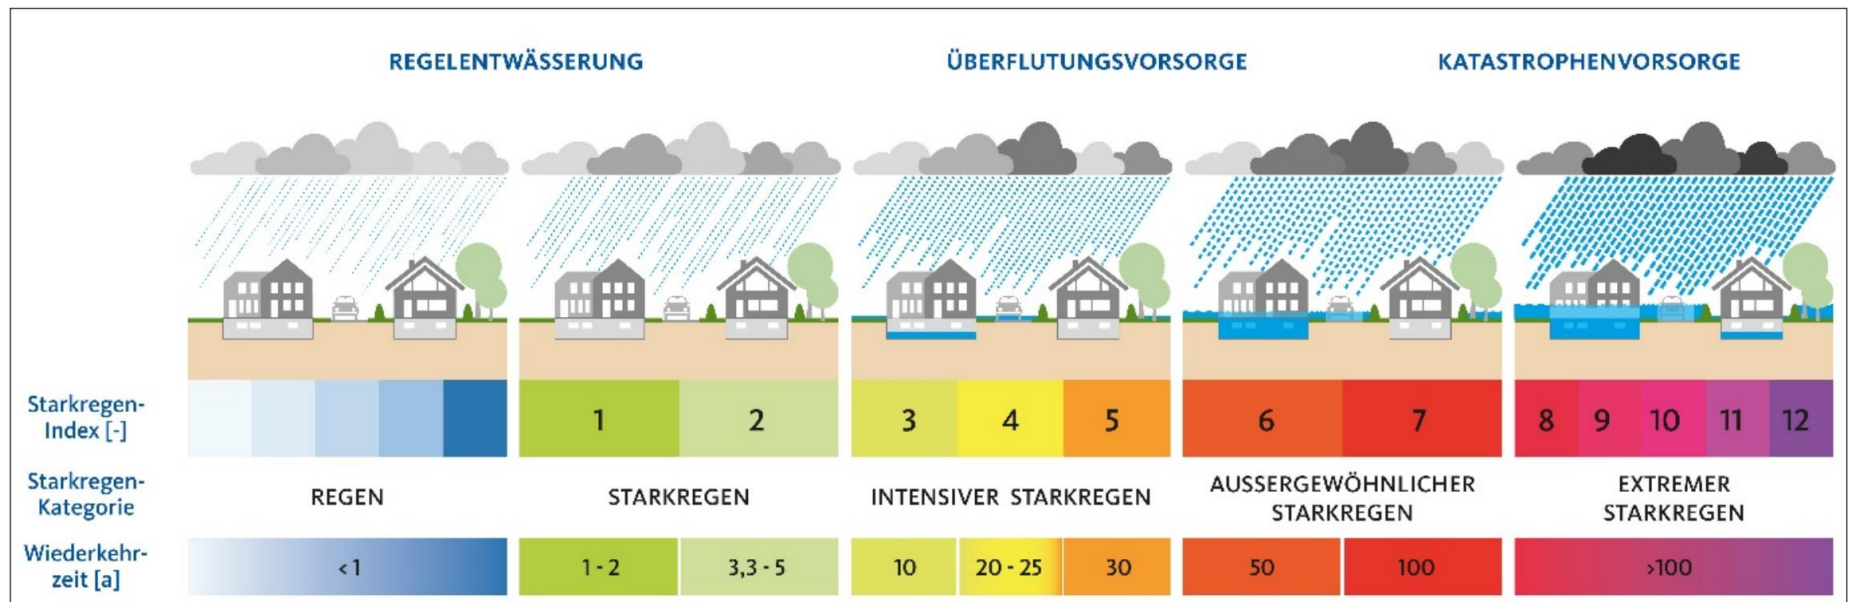 REGELENTWÄSSERUNG
ÜBERFLUTUNGSVORSORGE
KATASTROPHENVORSORGE
Starkregen-
Index [-]
1
2
3
4
5
6
7
8
9
10
11
12
Starkregen-
Kategorie
REGEN
STARKREGEN
INTENSIVER STARKREGEN
AUSSERGEWÖHNLICHER
STARKREGEN
EXTREMER
STARKREGEN
Wiederkehr-
zeit [a]
<1
1 - 2
3,3 - 5
10
20 - 25
30
50
100
>100